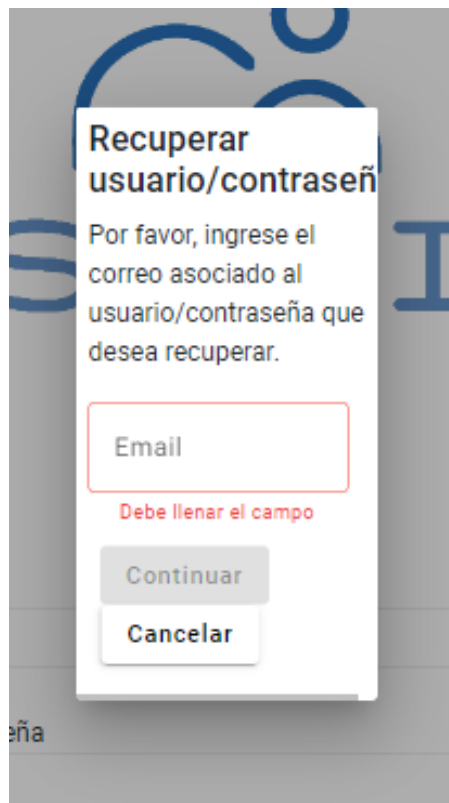 Recuperar
usuario/contraseñ
Por favor, ingrese el
correo asociado al
usuario/contraseña que
desea recuperar.
Email
Debe llenar el campo
Continuar
Cancelar
eña